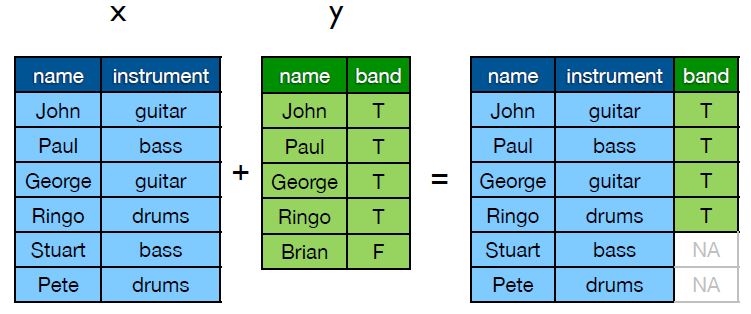 x y
name instrument name band name instrument band
John guitar John T John guitar T
Paul bass Paul T Paul bass T
George guitar George T George guitar T
+ =
Ringo drums Ringo T Ringo drums T
Stuart bass Brian F Stuart bass NA
Pete drums Pete drums NA